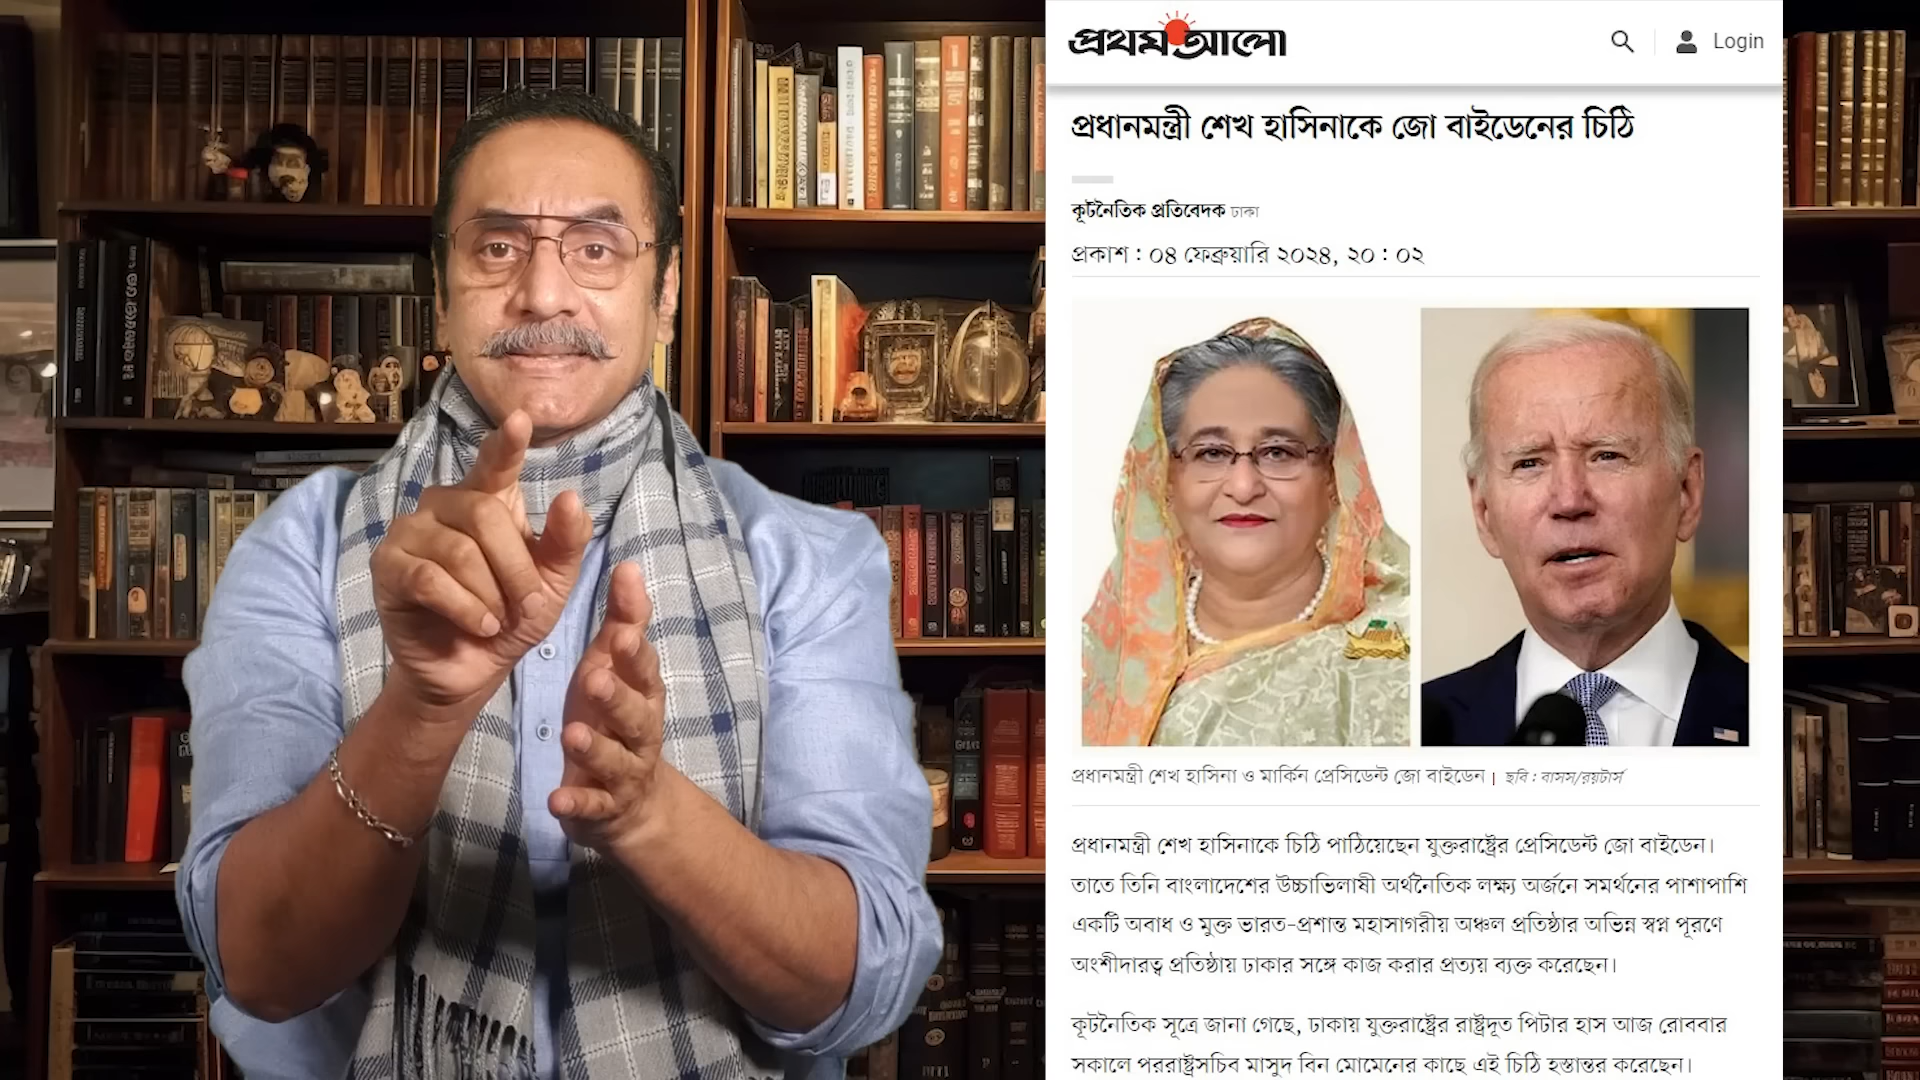 প্রথম আলো
Login
প্রধানমন্ত্রী শেখ হাসিনাকে জো বাইডেনের চিঠি
কূটনৈতিক প্রতিবেদক ঢাকা
প্রকাশ : ০৪ ফেব্রুয়ারি ২০২৪, ২০ : ০২
প্রধানমন্ত্রী শেখ হাসিনা ও মার্কিন প্রেসিডেন্ট জো বাইডেন। ছবি : বাসস/রয়টার্স
প্রধানমন্ত্রী শেখ হাসিনাকে চিঠি পাঠিয়েছেন যুক্তরাষ্ট্রের প্রেসিডেন্ট জো বাইডেন।
তাতে তিনি বাংলাদেশের উচ্চাভিলাষী অর্থনৈতিক লক্ষ্য অর্জনে সমর্থনের পাশাপাশি
একটি অবাধ ও মুক্ত ভারত-প্রশান্ত মহাসাগরীয় অঞ্চল প্রতিষ্ঠার অভিন্ন স্বপ্ন পূরণে
অংশীদারত্ব প্রতিষ্ঠায় ঢাকার সঙ্গে কাজ করার প্রত্যয় ব্যক্ত করেছেন।
কূটনৈতিক সূত্রে জানা গেছে, ঢাকায় যুক্তরাষ্ট্রের রাষ্ট্রদূত পিটার হাস আজ রোববার
সকালে পররাষ্ট্রসচিব মাসুদ বিন মোমেনের কাছে এই চিঠি হস্তান্তর করেছেন।